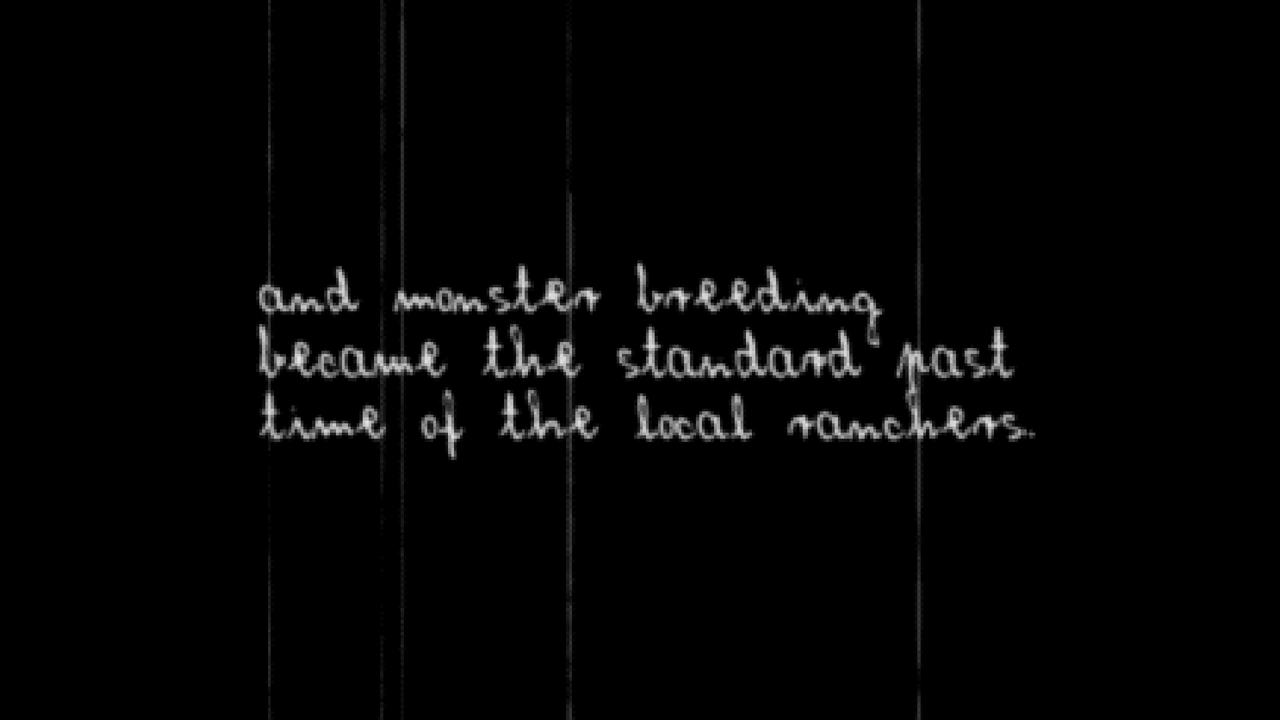 and monster breeding
became the standard past
time of the local ranchers.